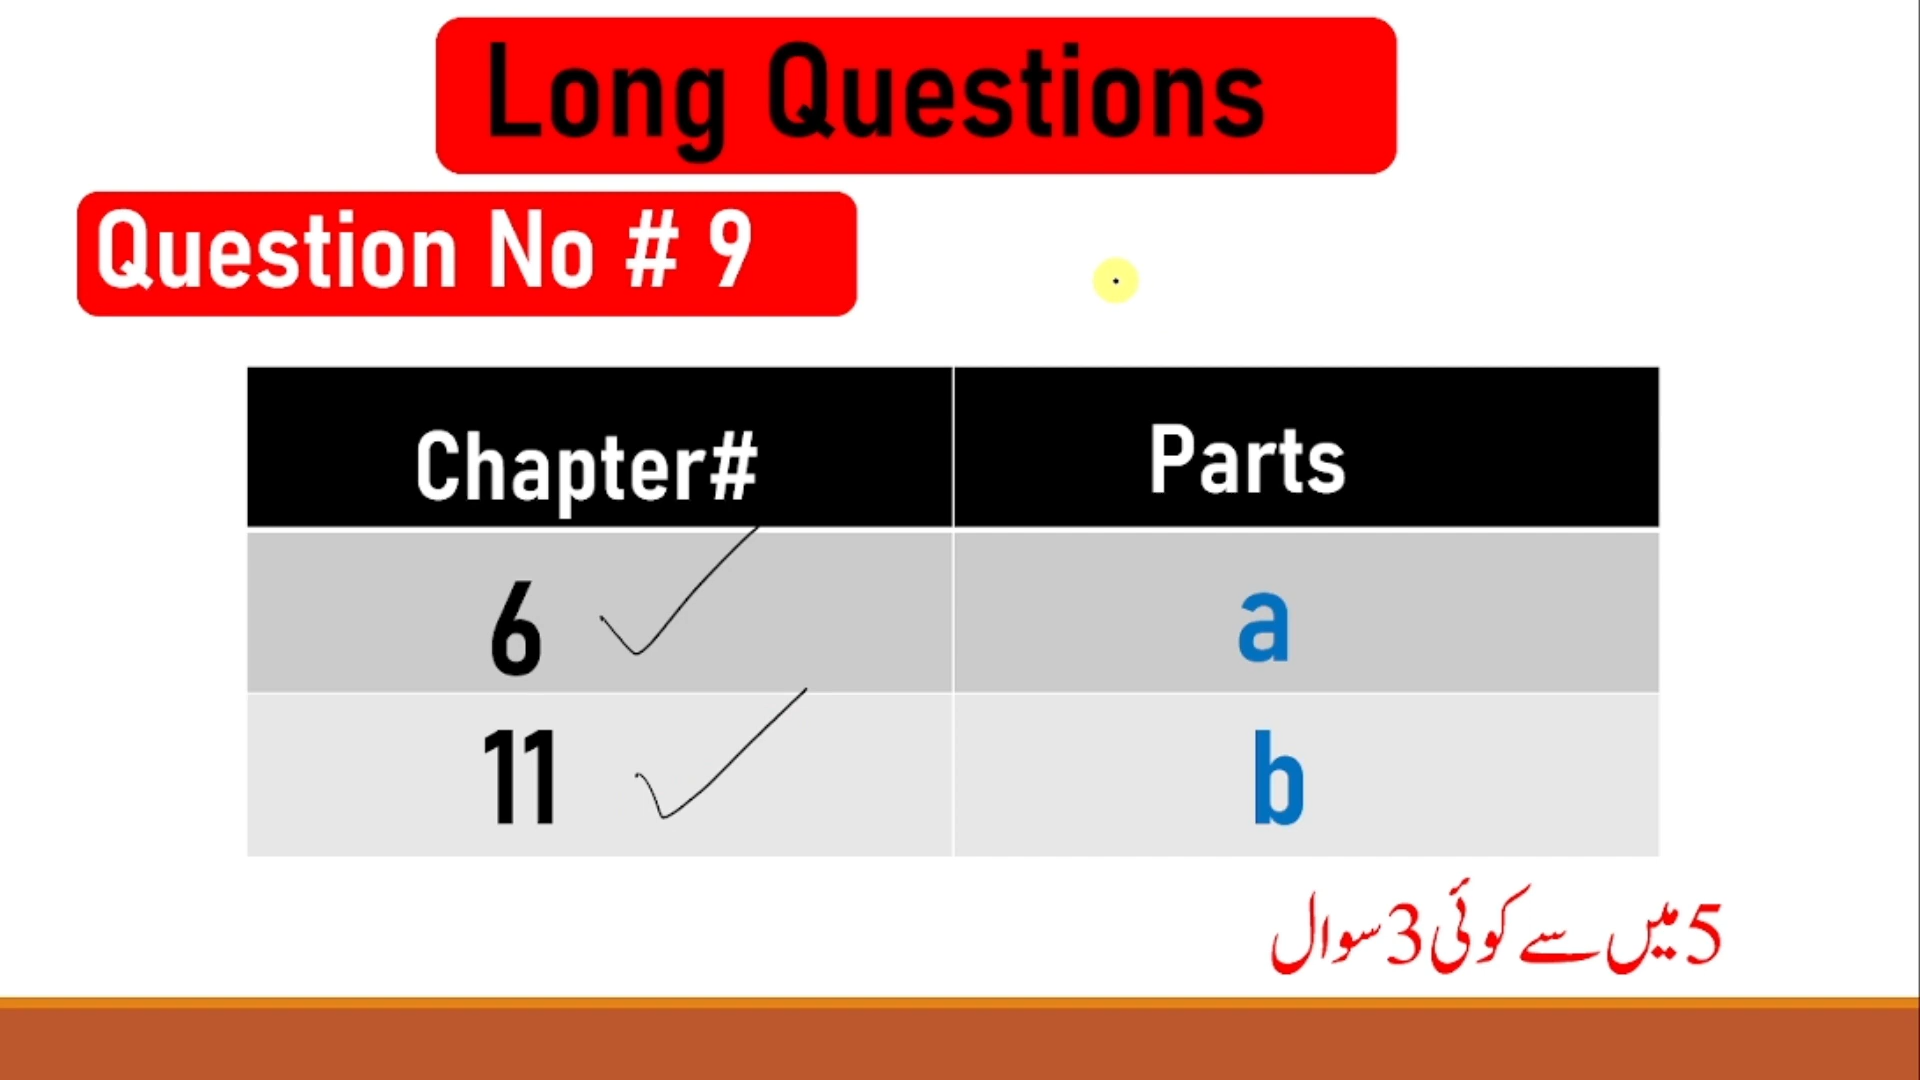 Long Questions
Question No # 9
Chapter# Parts
6 a
11 b
5 میں سے کوئی 3 سوال